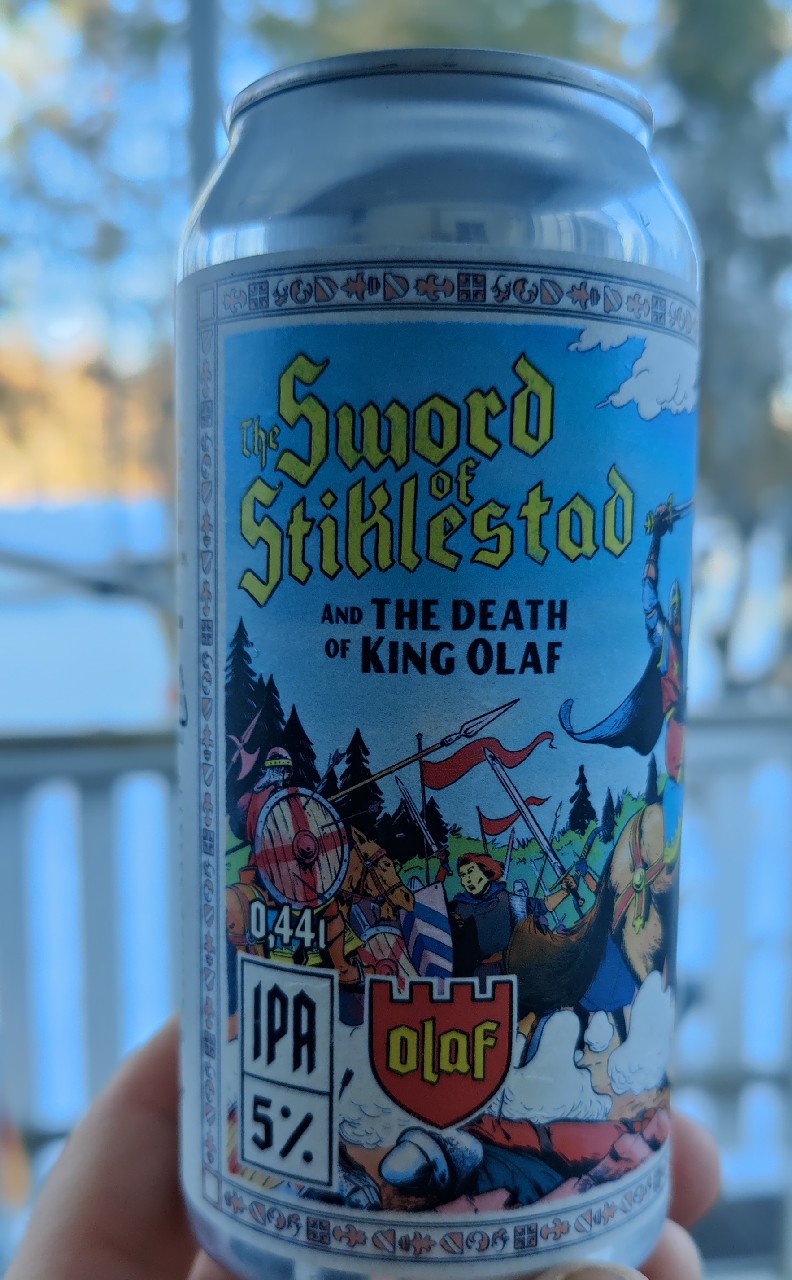 The Sword
of
Stiklestad
AND THE DEATH
OF KING OLAF
0,44l
IPA
5%
olaf